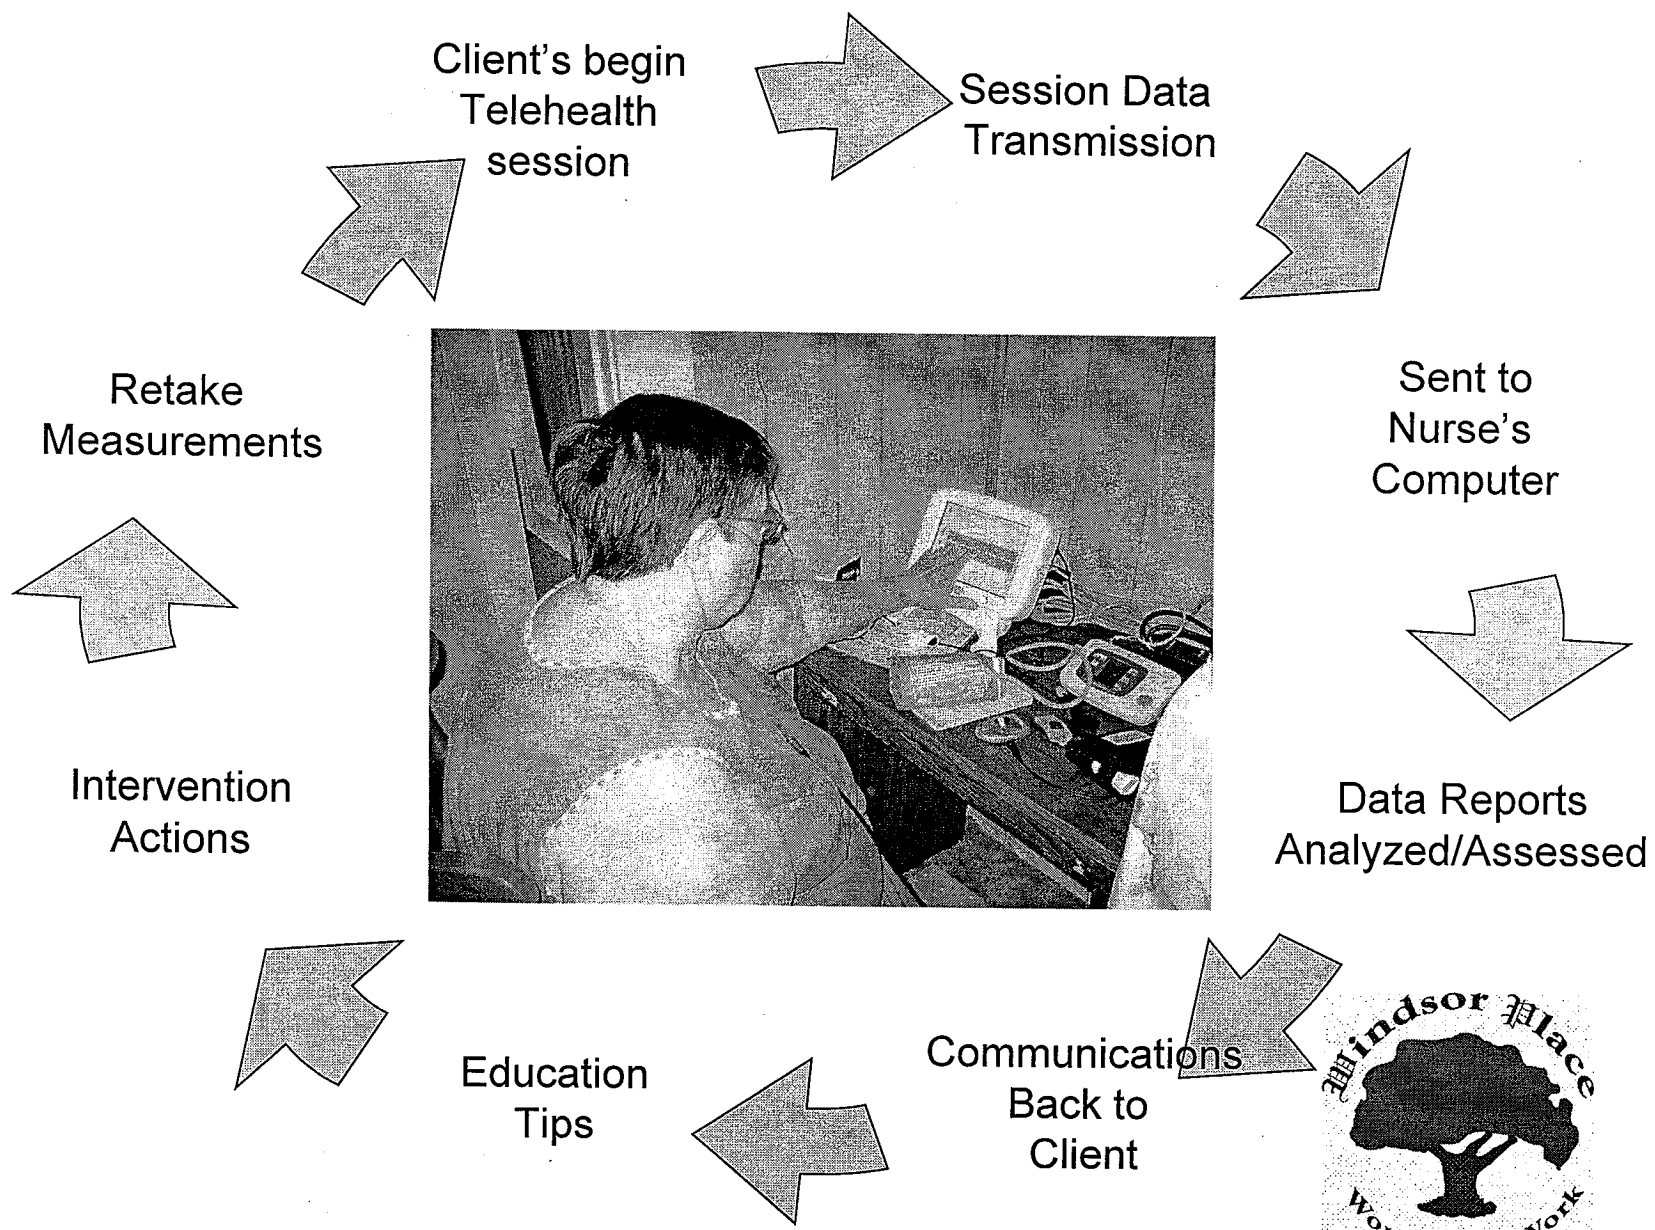 Client's begin
Telehealth
session
Session Data
Transmission
Sent to
Nurse's
Computer
Data Reports
Analyzed/Assessed
Communications
Back to
Client
Education
Tips
Intervention
Actions
Retake
Measurements
Windsor Place